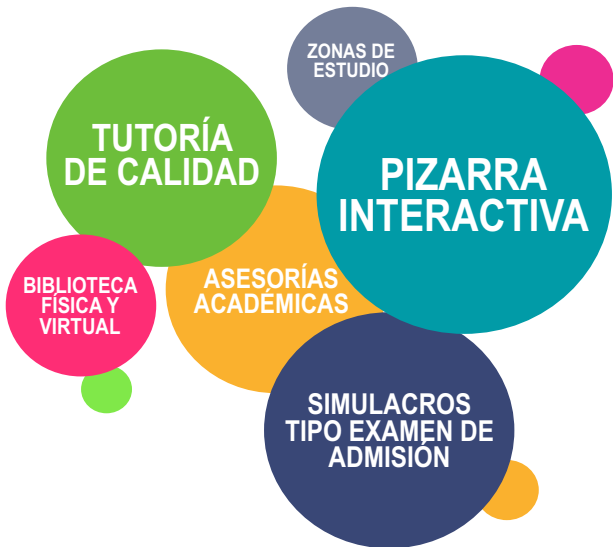 ZONAS DE
ESTUDIO
TUTORÍA
DE CALIDAD
PIZARRA
INTERACTIVA
BIBLIOTECA
FÍSICA Y
VIRTUAL
ASESORÍAS
ACADÉMICAS
SIMULACROS
TIPO EXAMEN DE
ADMISIÓN